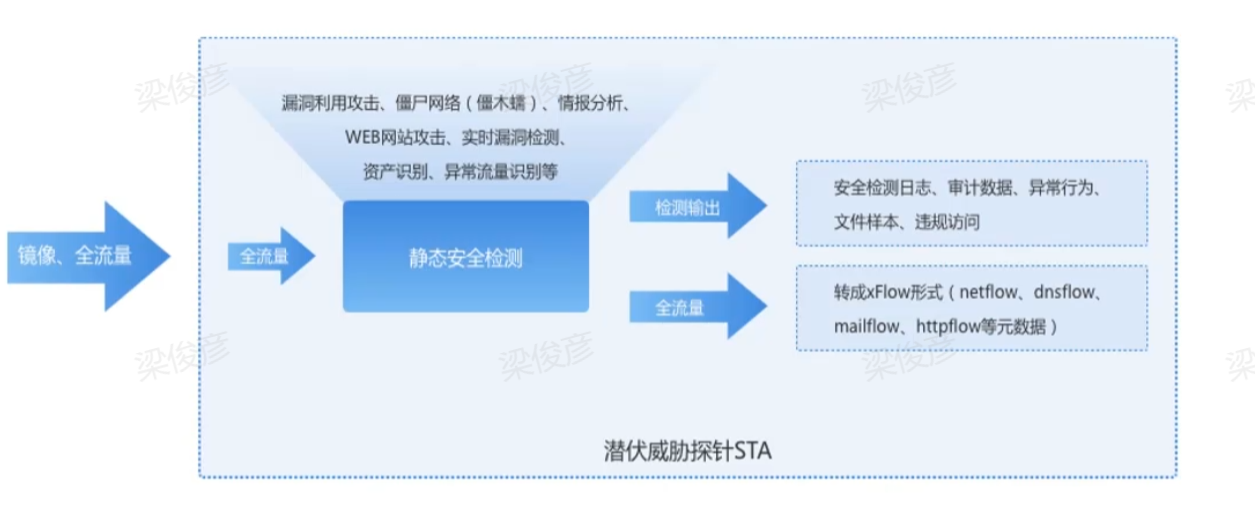 漏洞利用攻击、僵尸网络（僵木蠕）、情报分析、
WEB网站攻击、实时漏洞检测、
资产识别、异常流量识别等
镜像、全流量
全流量
静态安全检测
检测输出
安全检测日志、审计数据、异常行为、
文件样本、违规访问
全流量
转成xFlow形式（netflow、dnsflow、
mailflow、httpflow等元数据）
潜伏威胁探针STA
梁俊彦
梁俊彦
梁俊彦
梁
梁俊彦
梁俊彦
梁俊彦
梁